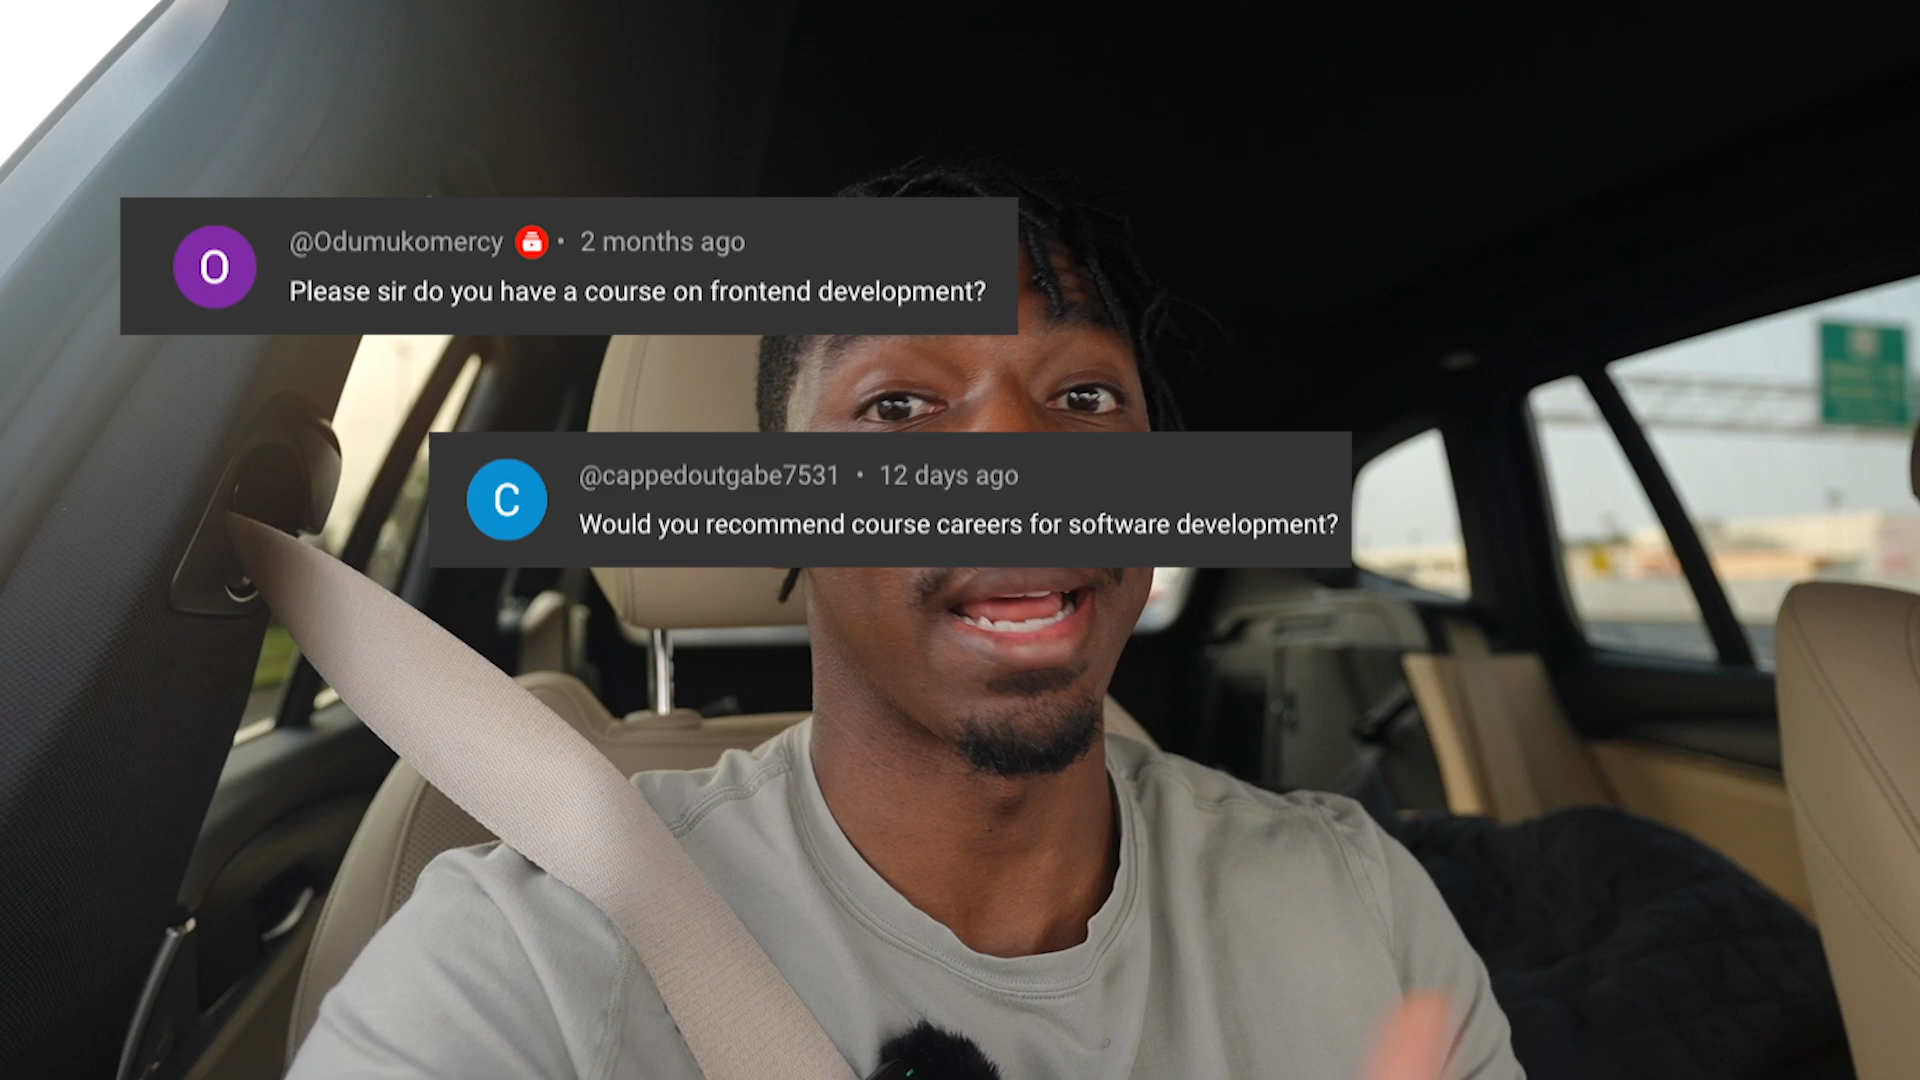 @Odumukomercy • 2 months ago
Please sir do you have a course on frontend development?
@cappedoutgabe7531 • 12 days ago
Would you recommend course careers for software development?
O
C